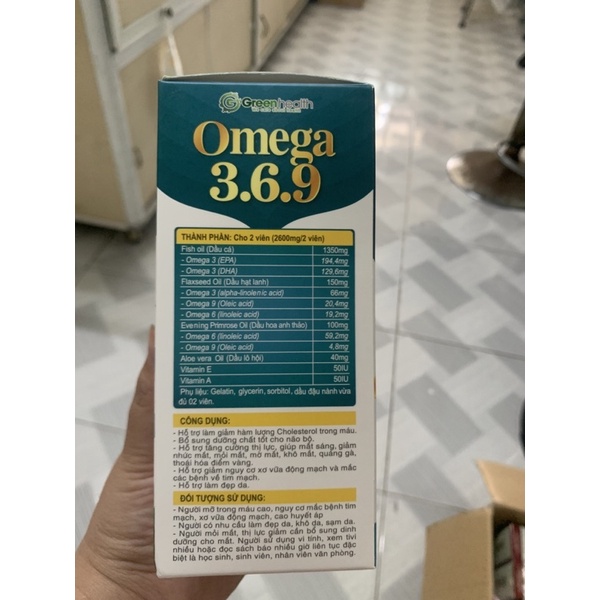 Greenhealth
Omega
3.6.9
THÀNH PHẦN: Cho 2 viên (2600mg/2 viên)
Fish oil (Dầu cá) 1350mg
- Omega 3 (EPA) 194,4mg
- Omega 3 (DHA) 129,6mg
Flaxseed Oil (Dầu hạt lanh) 150mg
- Omega 3 (alpha-linolenic acid) 66mg
- Omega 9 (Oleic acid) 20,4mg
- Omega 6 (linoleic acid) 19,2mg
Evening Primrose Oil (Dầu hoa anh thảo) 100mg
- Omega 6 (linoleic acid) 59,2mg
- Omega 9 (Oleic acid) 4,8mg
Aloe vera Oil (Dầu lô hội) 40mg
Vitamin E 50IU
Vitamin A 50IU
Phụ liệu: Gelatin, glycerin, sorbitol, dầu đậu nành vừa
đủ 02 viên.
CÔNG DỤNG:
- Hỗ trợ làm giảm hàm lượng Cholesterol trong máu.
- Bổ sung dưỡng chất tốt cho não bộ.
- Hỗ trợ tăng cường thị lực, giúp mắt sáng, giảm
nhức mắt, mỏi mắt, mờ mắt, khô mắt, quáng gà,
thoái hóa điểm vàng.
- Hỗ trợ giảm nguy cơ xơ vữa động mạch và mắc
các bệnh về tim mạch.
- Hỗ trợ làm đẹp da.
ĐỐI TƯỢNG SỬ DỤNG:
- Người mỡ trong máu cao, nguy cơ mắc bệnh tim
mạch, xơ vữa động mạch, cao huyết áp
- Người có nhu cầu làm đẹp da, khô da, sạm da.
- Người mỏi mắt, thị lực giảm cần bổ sung dinh
dưỡng cho mắt. Người sử dụng vi tính, xem tivi
nhiều hoặc đọc sách báo nhiều giờ liên tục đặc
biệt là học sinh, sinh viên, nhân viên văn phòng.